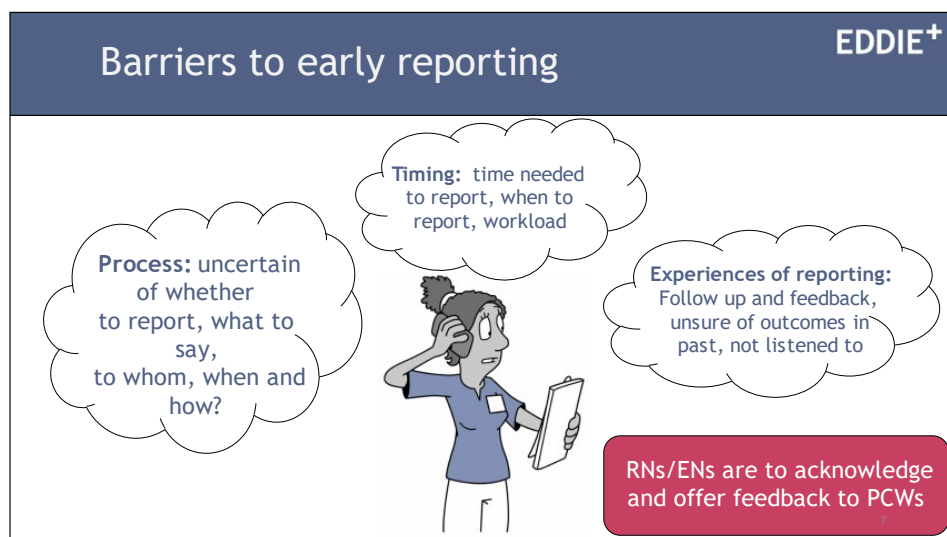 Barriers to early reporting
EDDIE+
Timing: time needed
to report, when to
report, workload
Process: uncertain
of whether
to report, what to
say,
to whom, when and
how?
Experiences of reporting:
Follow up and feedback,
unsure of outcomes in
past, not listened to
RNs/ENs are to acknowledge
and offer feedback to PCWs
7